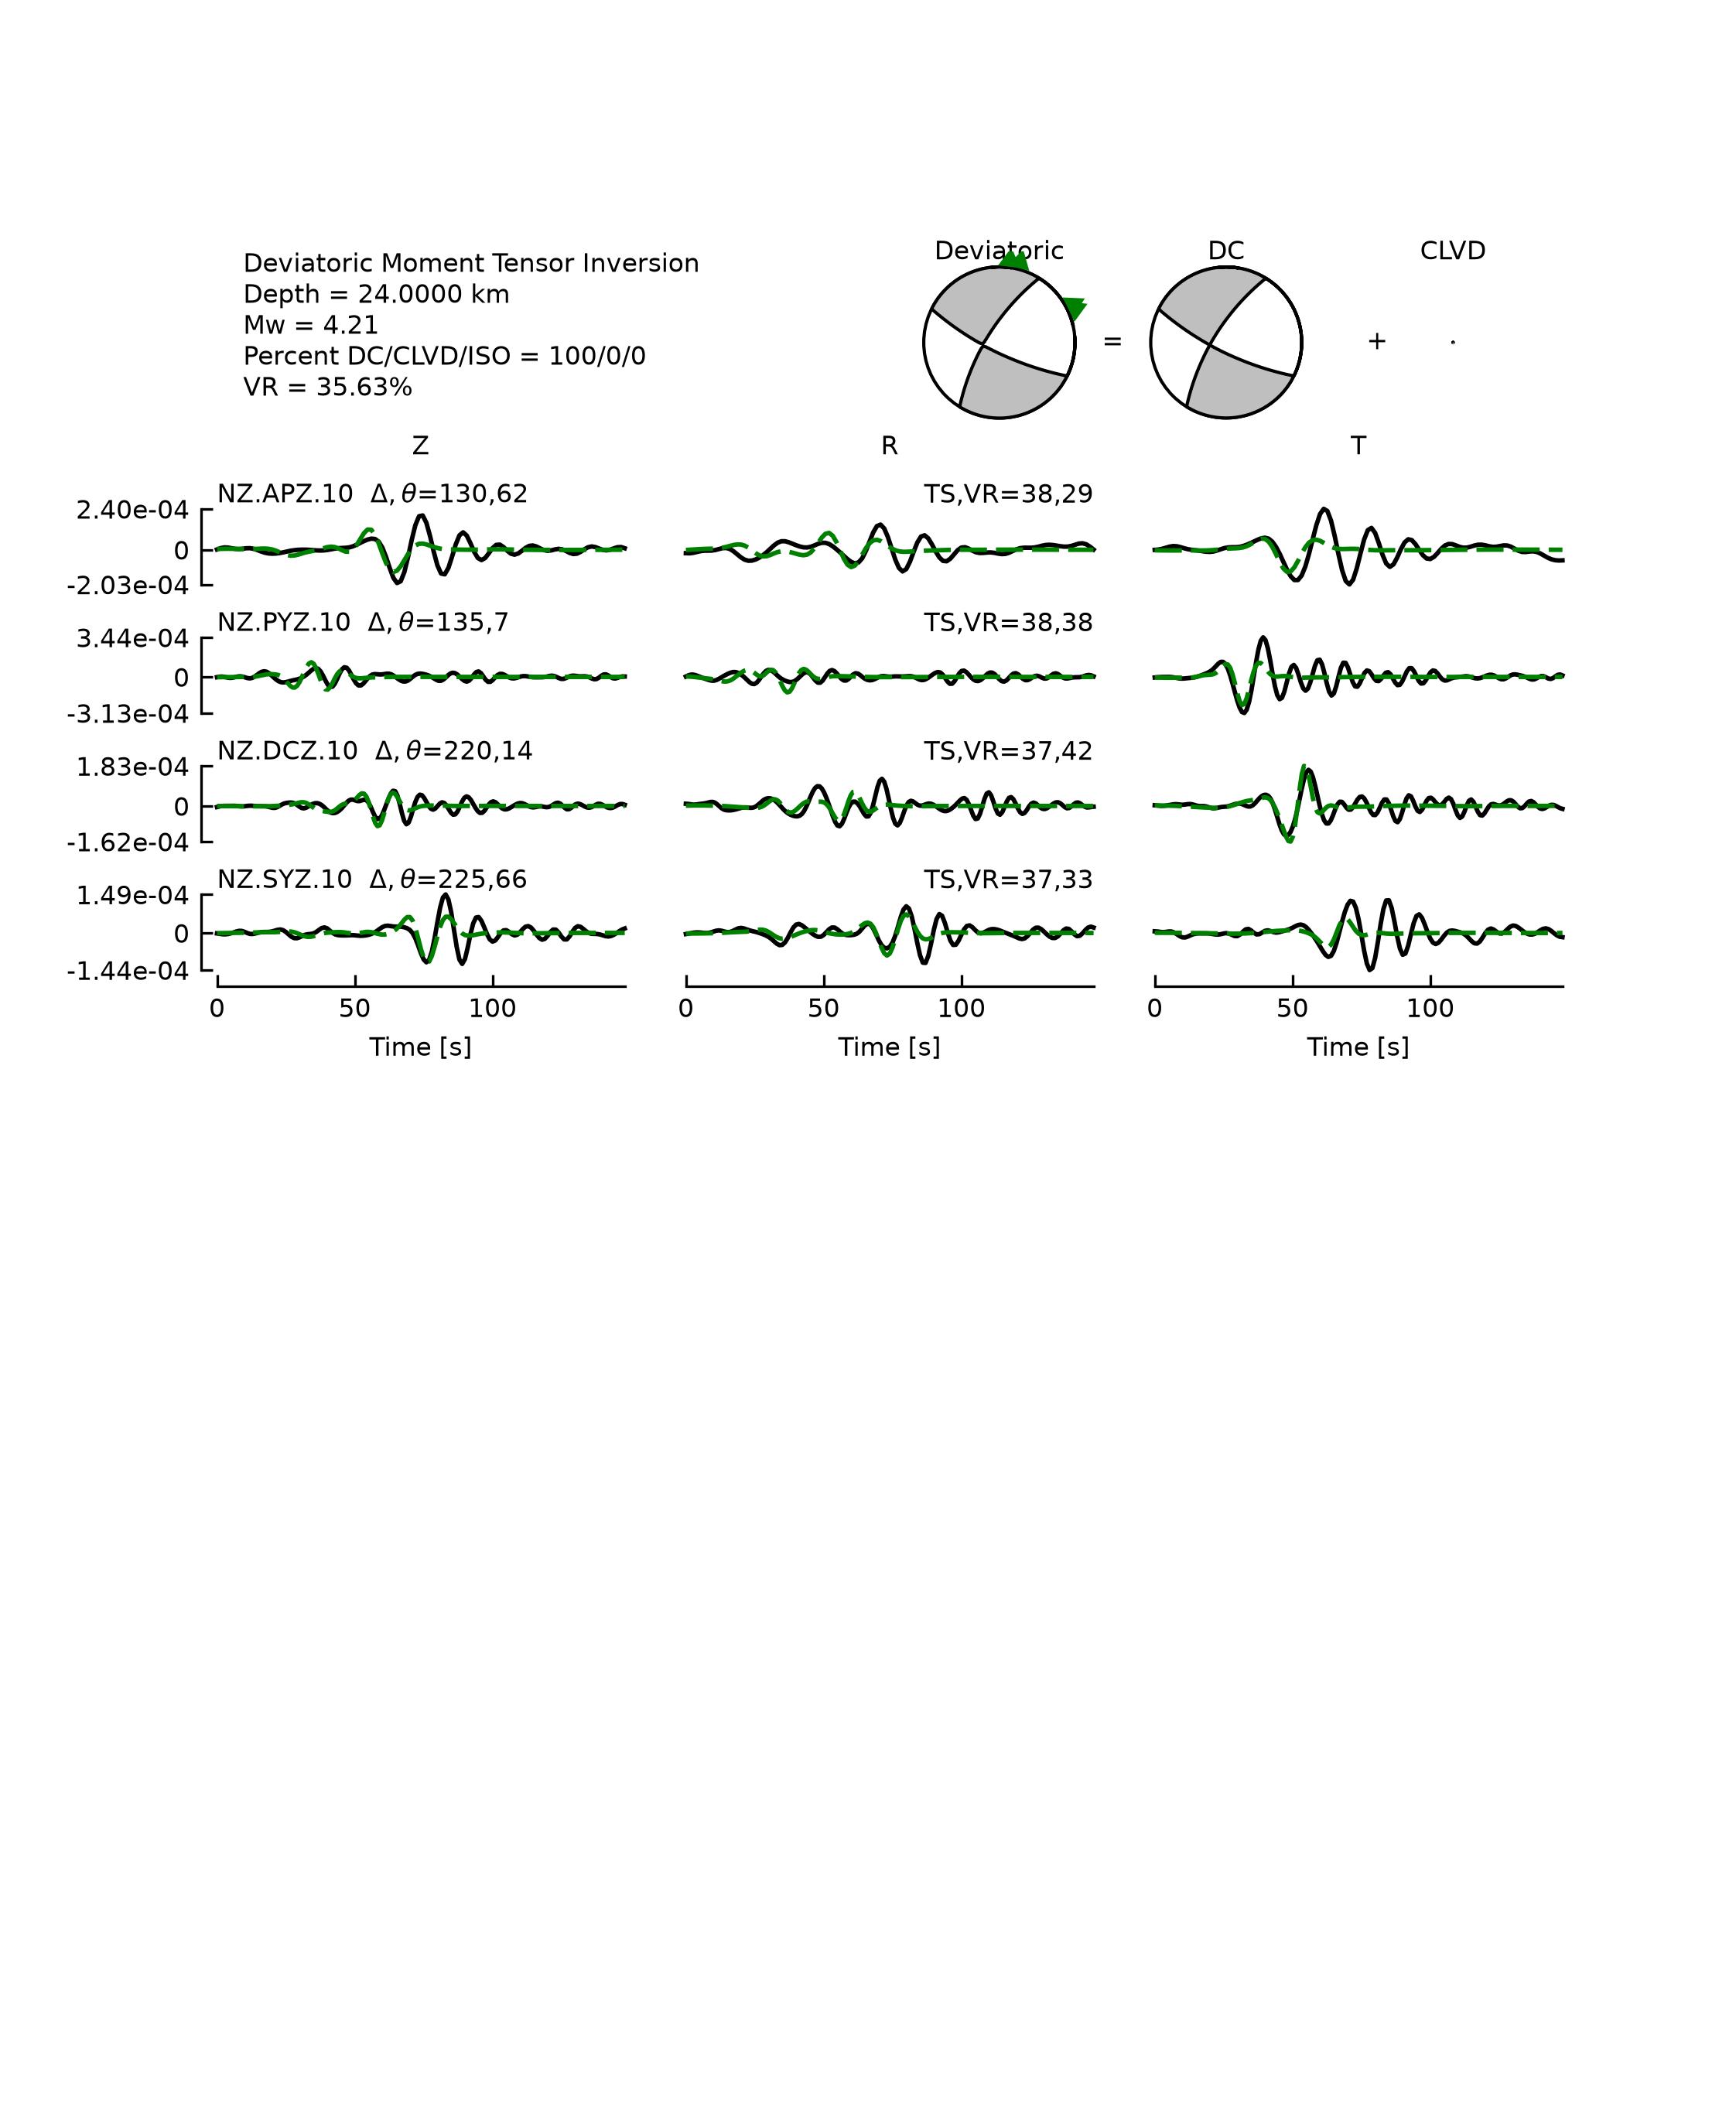 Deviatoric Moment Tensor Inversion
Depth = 24.0000 km
Mw = 4.21
Percent DC/CLVD/ISO = 100/0/0
VR = 35.63%
Deviatoric DC CLVD
= +
Z R T
NZ.APZ.10 Δ,θ=130,62 TS,VR=38,29
2.40e-04
0
-2.03e-04
NZ.PYZ.10 Δ,θ=135,7 TS,VR=38,38
3.44e-04
0
-3.13e-04
NZ.DCZ.10 Δ,θ=220,14 TS,VR=37,42
1.83e-04
0
-1.62e-04
NZ.SYZ.10 Δ,θ=225,66 TS,VR=37,33
1.49e-04
0
-1.44e-04
0 50 100 0 50 100 0 50 100
Time [s] Time [s] Time [s]